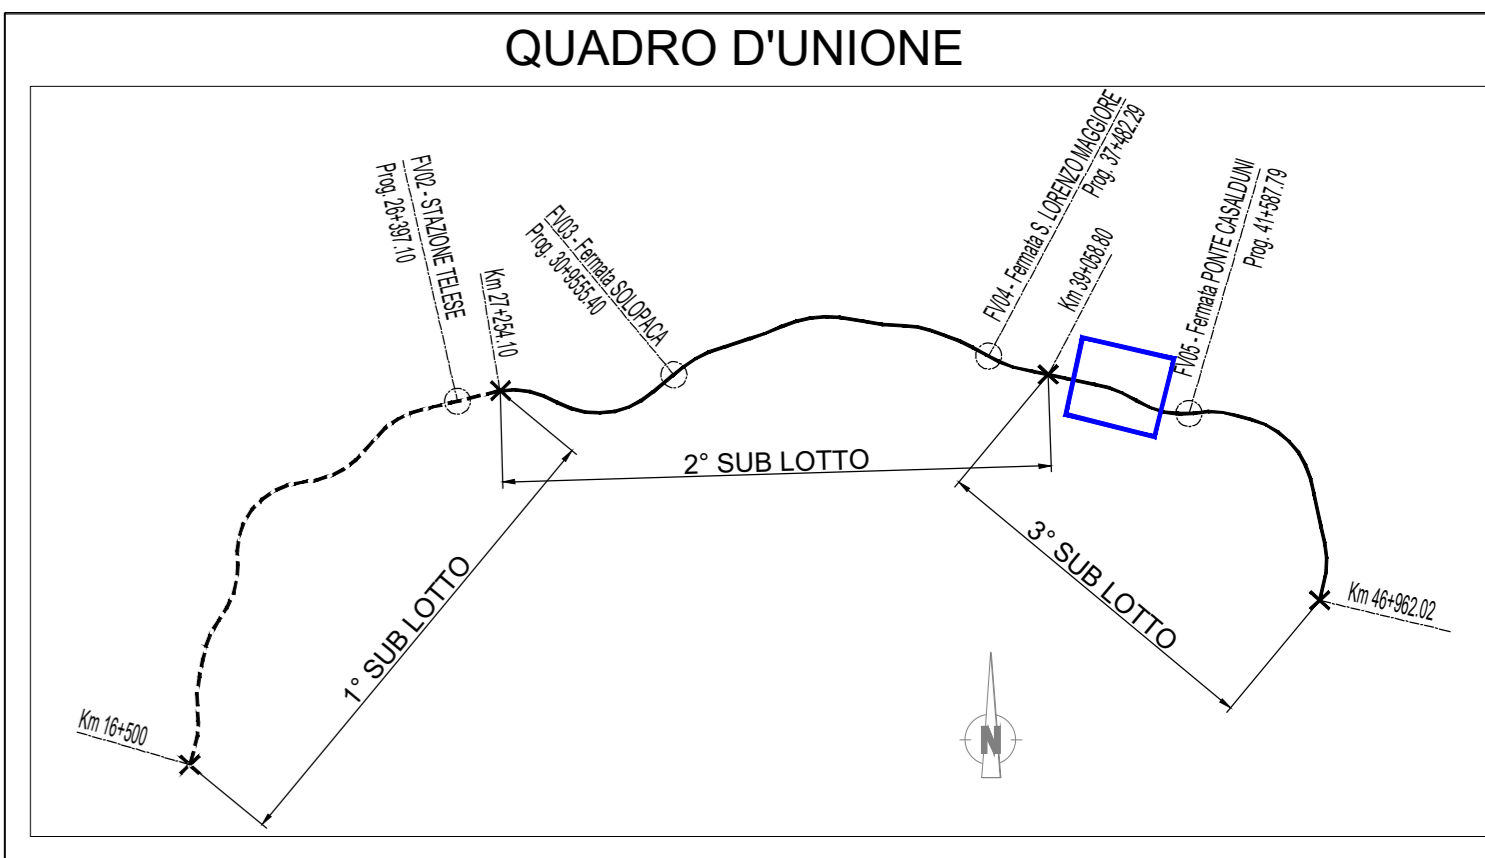 QUADRO D'UNIONE
FV02 - STAZIONE TELESE
Prog. 26+397.10
Km 27+254.10
FV03 - Fermata SOLOPACA
Prog. 30+9555.40
FV04 - Fermata S. LORENZO MAGGIORE
Prog. 37+482.29
Km 39+058.80
FV05 - Fermata PONTE CASALDUNI
Prog. 41+587.79
2° SUB LOTTO
1° SUB LOTTO
3° SUB LOTTO
Km 46+962.02
Km 16+500
N